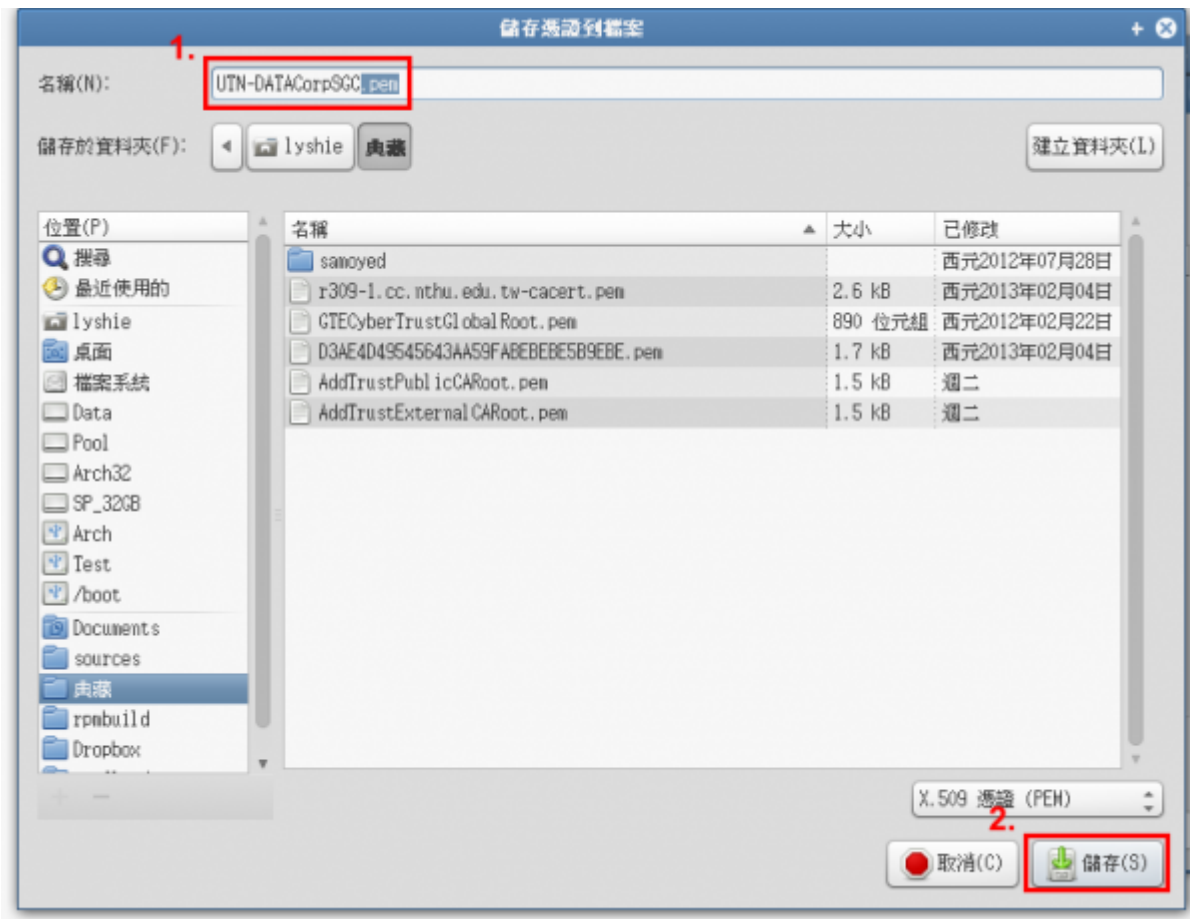 儲存憑證到檔案
1.
名稱(N):
UTN-DATACorpSGC.pem
儲存於資料夾(F):
lyshie
典藏
建立資料夾(L)
位置(P)
搜尋
最近使用的
lyshie
桌面
檔案系統
Data
Pool
Arch32
SP_32GB
Arch
Test
/boot
Documents
sources
典藏
rpmbuild
Dropbox
名稱 大小 已修改
samoyed 西元2012年07月28日
r309-1.cc.nthu.edu.tw-cacert.pem 2.6 kB 西元2013年02月04日
GTECyberTrustGlobalRoot.pem 890 位元組 西元2012年02月22日
D3AE4D49545643AA59FABEBEBE5B9EBE.pem 1.7 kB 西元2013年02月04日
AddTrustPublicCARoot.pem 1.5 kB 週二
AddTrustExternalCARoot.pem 1.5 kB 週二
X.509 憑證 (PEM)
2.
取消(C)
儲存(S)